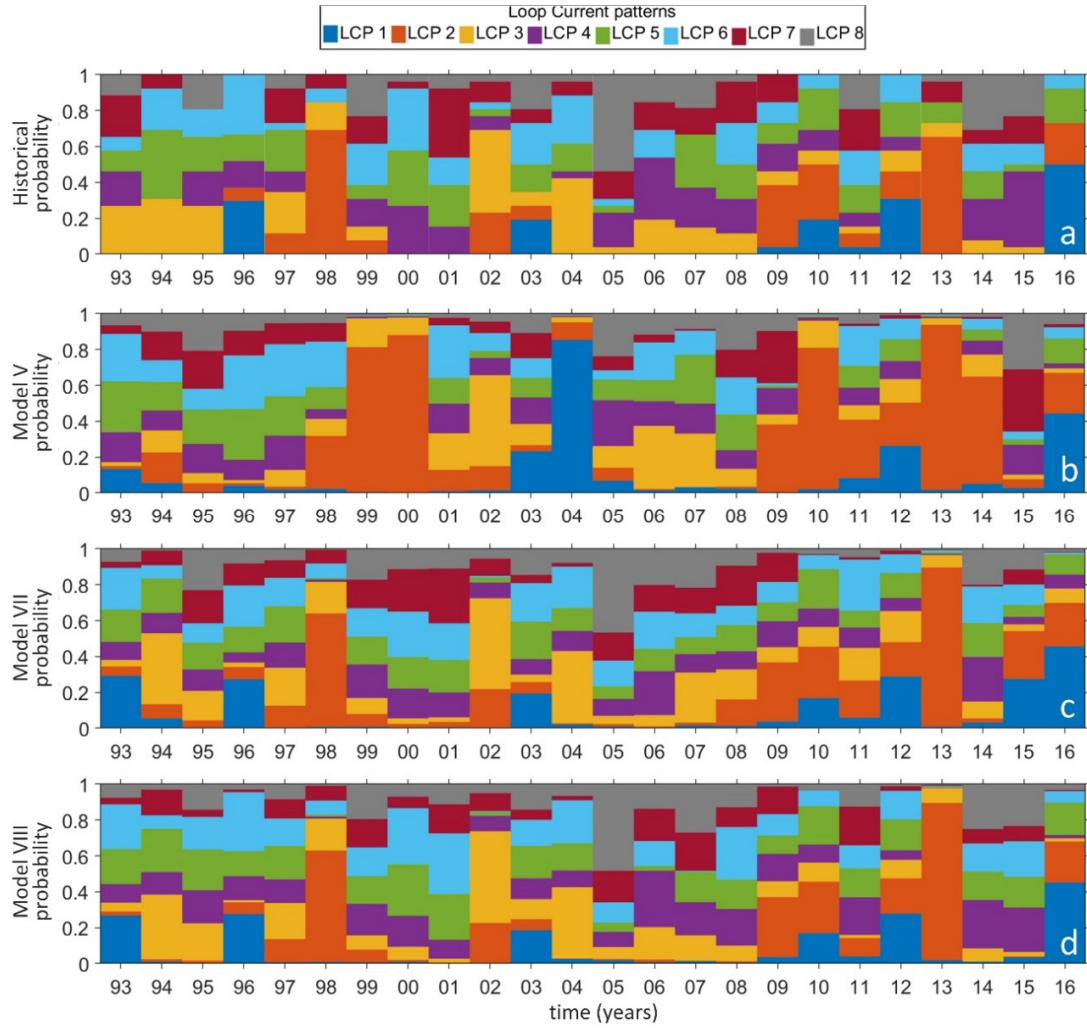 Loop Current patterns
LCP 1 LCP 2 LCP 3 LCP 4 LCP 5 LCP 6 LCP 7 LCP 8
Historical
probability
1
0.8
0.6
0.4
0.2
0
a
93 94 95 96 97 98 99 00 01 02 03 04 05 06 07 08 09 10 11 12 13 14 15 16
Model V
probability
1
0.8
0.6
0.4
0.2
0
b
93 94 95 96 97 98 99 00 01 02 03 04 05 06 07 08 09 10 11 12 13 14 15 16
Model VII
probability
1
0.8
0.6
0.4
0.2
0
c
93 94 95 96 97 98 99 00 01 02 03 04 05 06 07 08 09 10 11 12 13 14 15 16
Model VIII
probability
1
0.8
0.6
0.4
0.2
0
d
93 94 95 96 97 98 99 00 01 02 03 04 05 06 07 08 09 10 11 12 13 14 15 16
time (years)